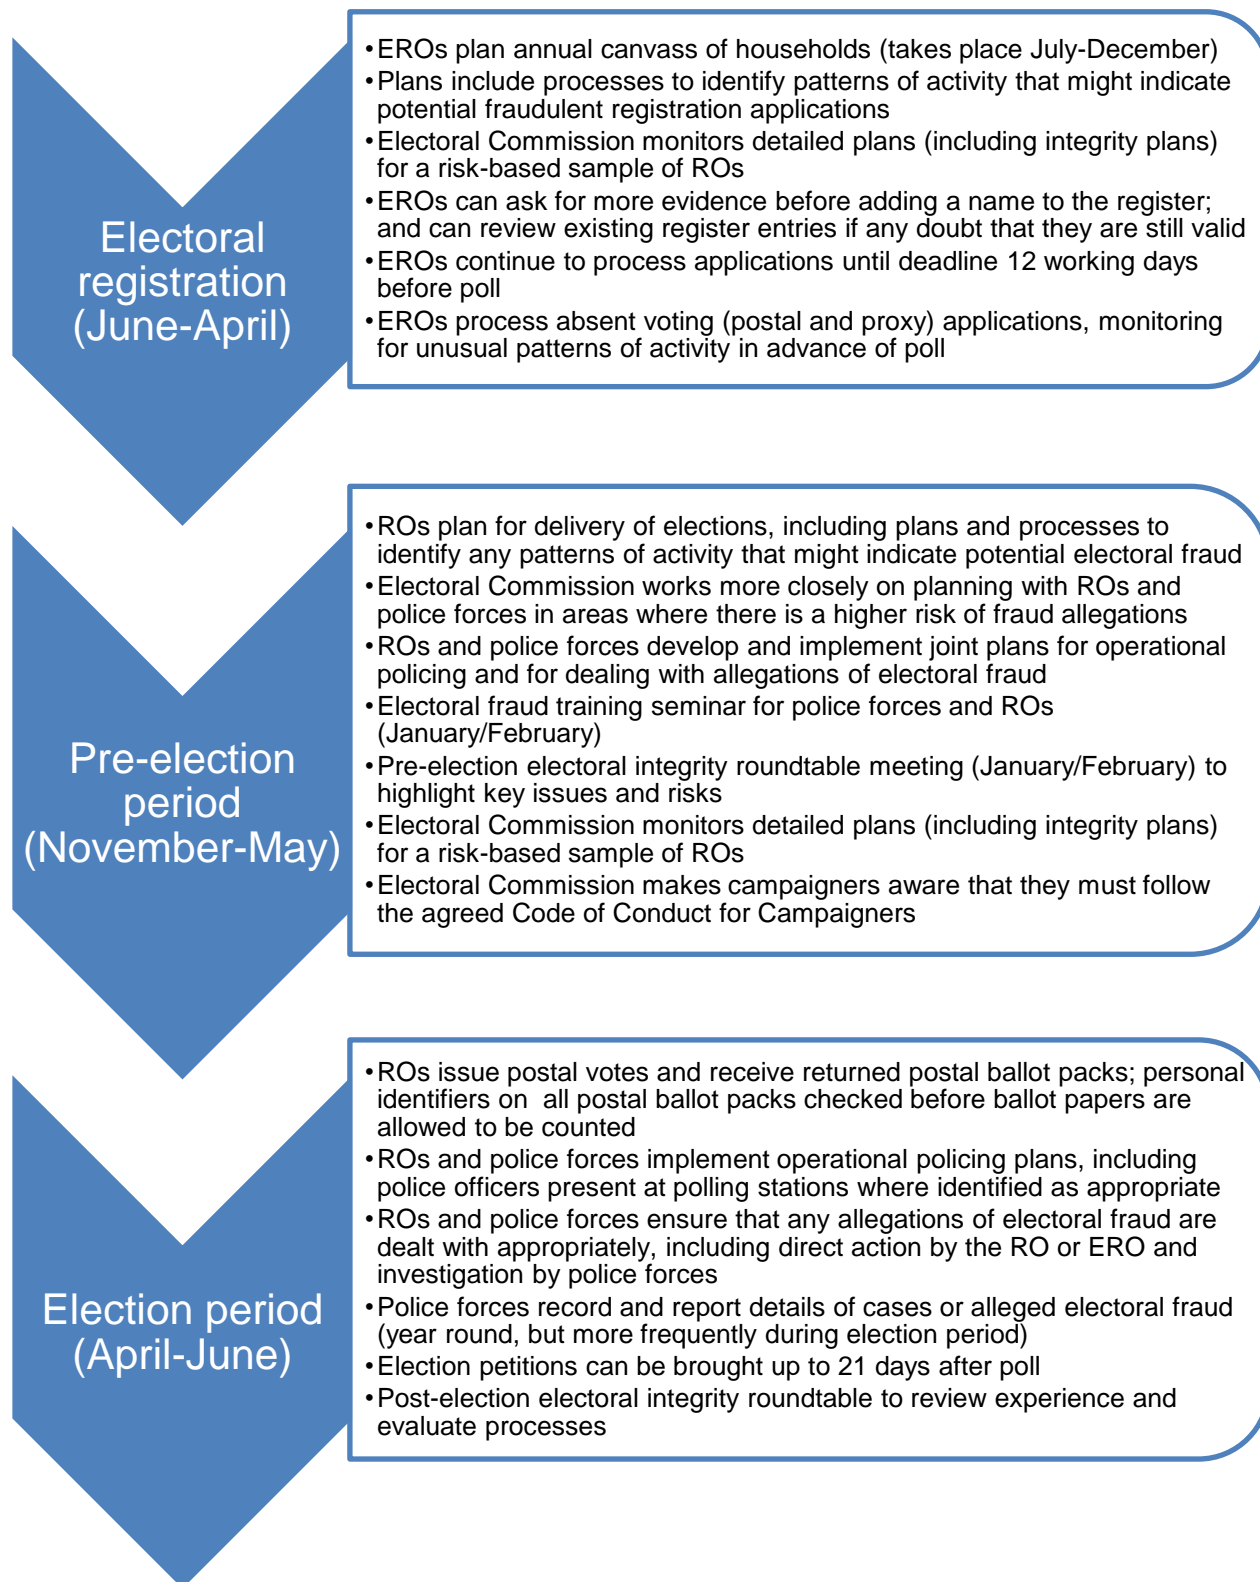 Electoral
registration
(June-April)
•EROs plan annual canvass of households (takes place July-December)
•Plans include processes to identify patterns of activity that might indicate
potential fraudulent registration applications
•Electoral Commission monitors detailed plans (including integrity plans)
for a risk-based sample of ROs
•EROs can ask for more evidence before adding a name to the register;
and can review existing register entries if any doubt that they are still valid
•EROs continue to process applications until deadline 12 working days
before poll
•EROs process absent voting (postal and proxy) applications, monitoring
for unusual patterns of activity in advance of poll
Pre-election
period
(November-May)
•ROs plan for delivery of elections, including plans and processes to
identify any patterns of activity that might indicate potential electoral fraud
•Electoral Commission works more closely on planning with ROs and
police forces in areas where there is a higher risk of fraud allegations
•ROs and police forces develop and implement joint plans for operational
policing and for dealing with allegations of electoral fraud
•Electoral fraud training seminar for police forces and ROs
(January/February)
•Pre-election electoral integrity roundtable meeting (January/February) to
highlight key issues and risks
•Electoral Commission monitors detailed plans (including integrity plans)
for a risk-based sample of ROs
•Electoral Commission makes campaigners aware that they must follow
the agreed Code of Conduct for Campaigners
Election period
(April-June)
•ROs issue postal votes and receive returned postal ballot packs; personal
identifiers on  all postal ballot packs checked before ballot papers are
allowed to be counted
•ROs and police forces implement operational policing plans, including
police officers present at polling stations where identified as appropriate
•ROs and police forces ensure that any allegations of electoral fraud are
dealt with appropriately, including direct action by the RO or ERO and
investigation by police forces
•Police forces record and report details of cases or alleged electoral fraud
(year round, but more frequently during election period)
•Election petitions can be brought up to 21 days after poll
•Post-election electoral integrity roundtable to review experience and
evaluate processes